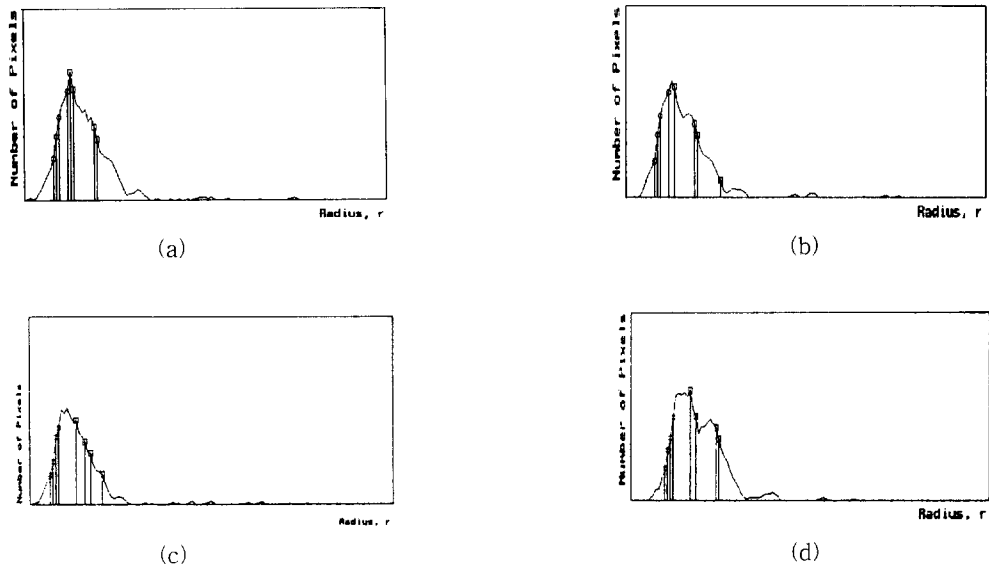 Number of Pixels
Radius, r
(a)
Number of Pixels
Radius, r
(b)
Number of Pixels
Radius, r
(c)
Number of Pixels
Radius, r
(d)